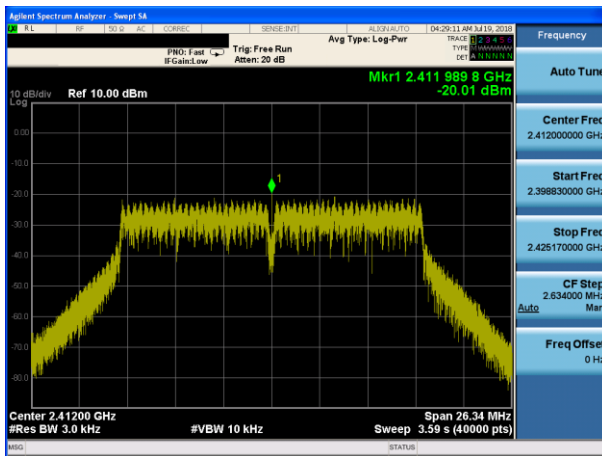 Agilent Spectrum Analyzer - Swept SA
RL RF 50 Ω AC CORREC SENSE:INT ALIGN AUTO 04:29:11 AM Jul 19, 2018
Avg Type: Log-Pwr TRACE 1 2 3 4 5 6
PNO: Fast Trig: Free Run TYPE M
IFGain:Low Atten: 20 dB DET A N N N N N
Mkr1 2.411 989 8 GHz
-20.01 dBm
10 dB/div Ref 10.00 dBm
Log
0.00
-10.0
-20.0
-30.0
-40.0
-50.0
-60.0
-70.0
-80.0
1
Center 2.41200 GHz Span 26.34 MHz
#Res BW 3.0 kHz #VBW 10 kHz Sweep 3.59 s (40000 pts)
MSG STATUS
Frequency
Auto Tune
Center Freq
2.412000000 GHz
Start Freq
2.398830000 GHz
Stop Freq
2.425170000 GHz
CF Step
2.634000 MHz
Auto Man
Freq Offset
0 Hz